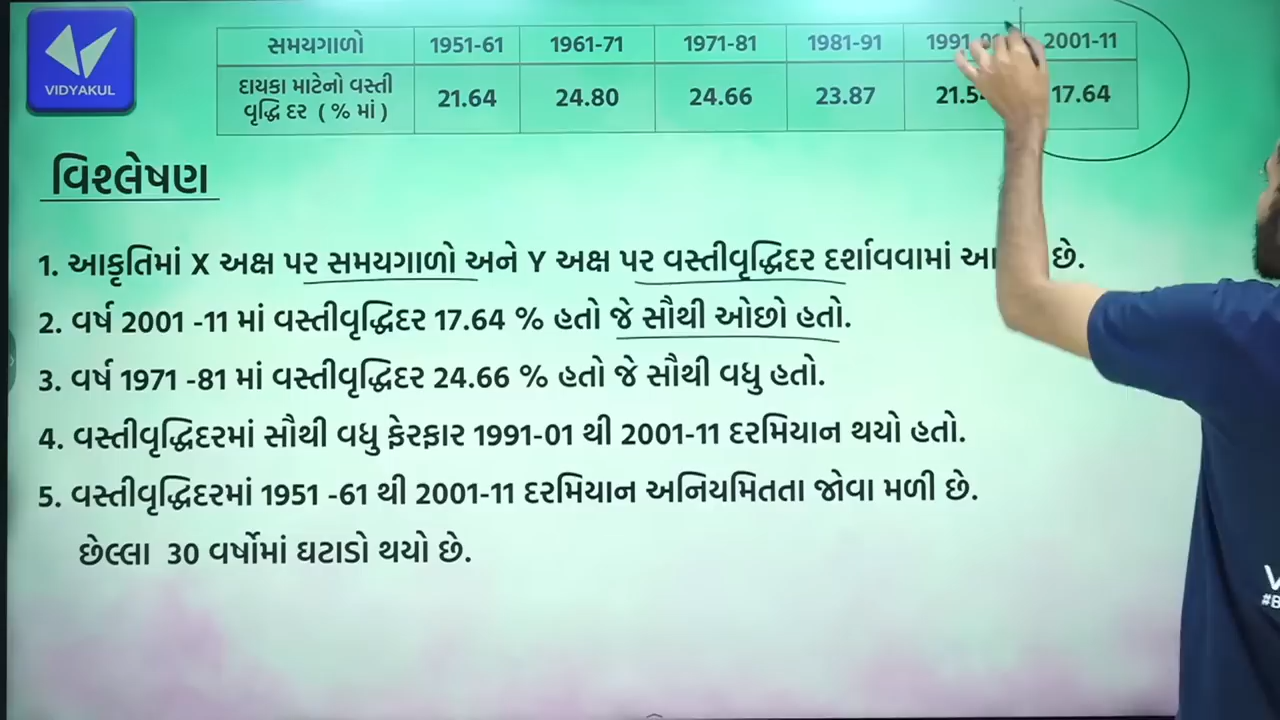 VIDYAKUL
સમયગાળો 1951-61 1961-71 1971-81 1981-91 1991-01 2001-11
દાયકા માટેનો વસ્તી વૃદ્ધિ દર ( % માં ) 21.64 24.80 24.66 23.87 21.5 17.64
વિશ્લેષણ
1. આકૃતિમાં X અક્ષ પર સમયગાળો અને Y અક્ષ પર વસ્તીવૃદ્ધિદર દર્શાવવામાં આ છે.
2. વર્ષ 2001 -11 માં વસ્તીવૃદ્ધિદર 17.64 % હતો જે સૌથી ઓછો હતો.
3. વર્ષ 1971 -81 માં વસ્તીવૃદ્ધિદર 24.66 % હતો જે સૌથી વધુ હતો.
4. વસ્તીવૃદ્ધિદરમાં સૌથી વધુ ફેરફાર 1991-01 થી 2001-11 દરમિયાન થયો હતો.
5. વસ્તીવૃદ્ધિદરમાં 1951 -61 થી 2001-11 દરમિયાન અનિયમિતતા જોવા મળી છે.
છેલ્લા 30 વર્ષોમાં ઘટાડો થયો છે.